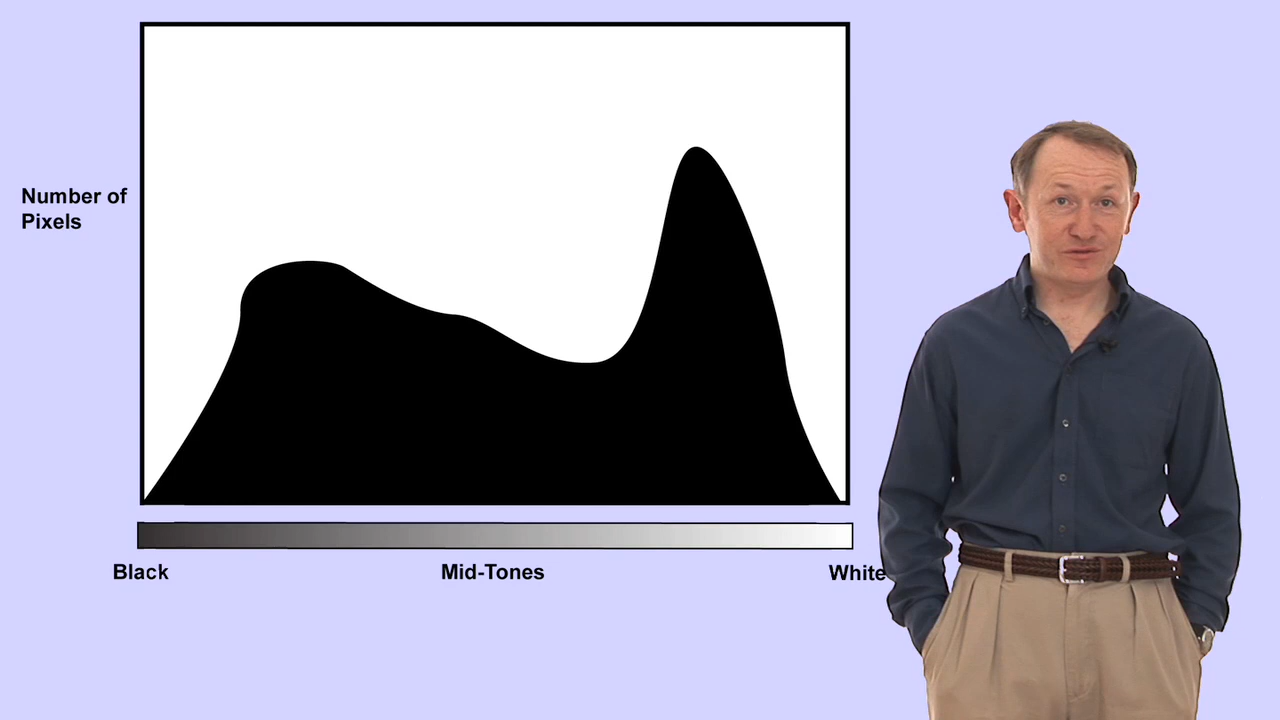 Number of
Pixels
Black
Mid-Tones
White